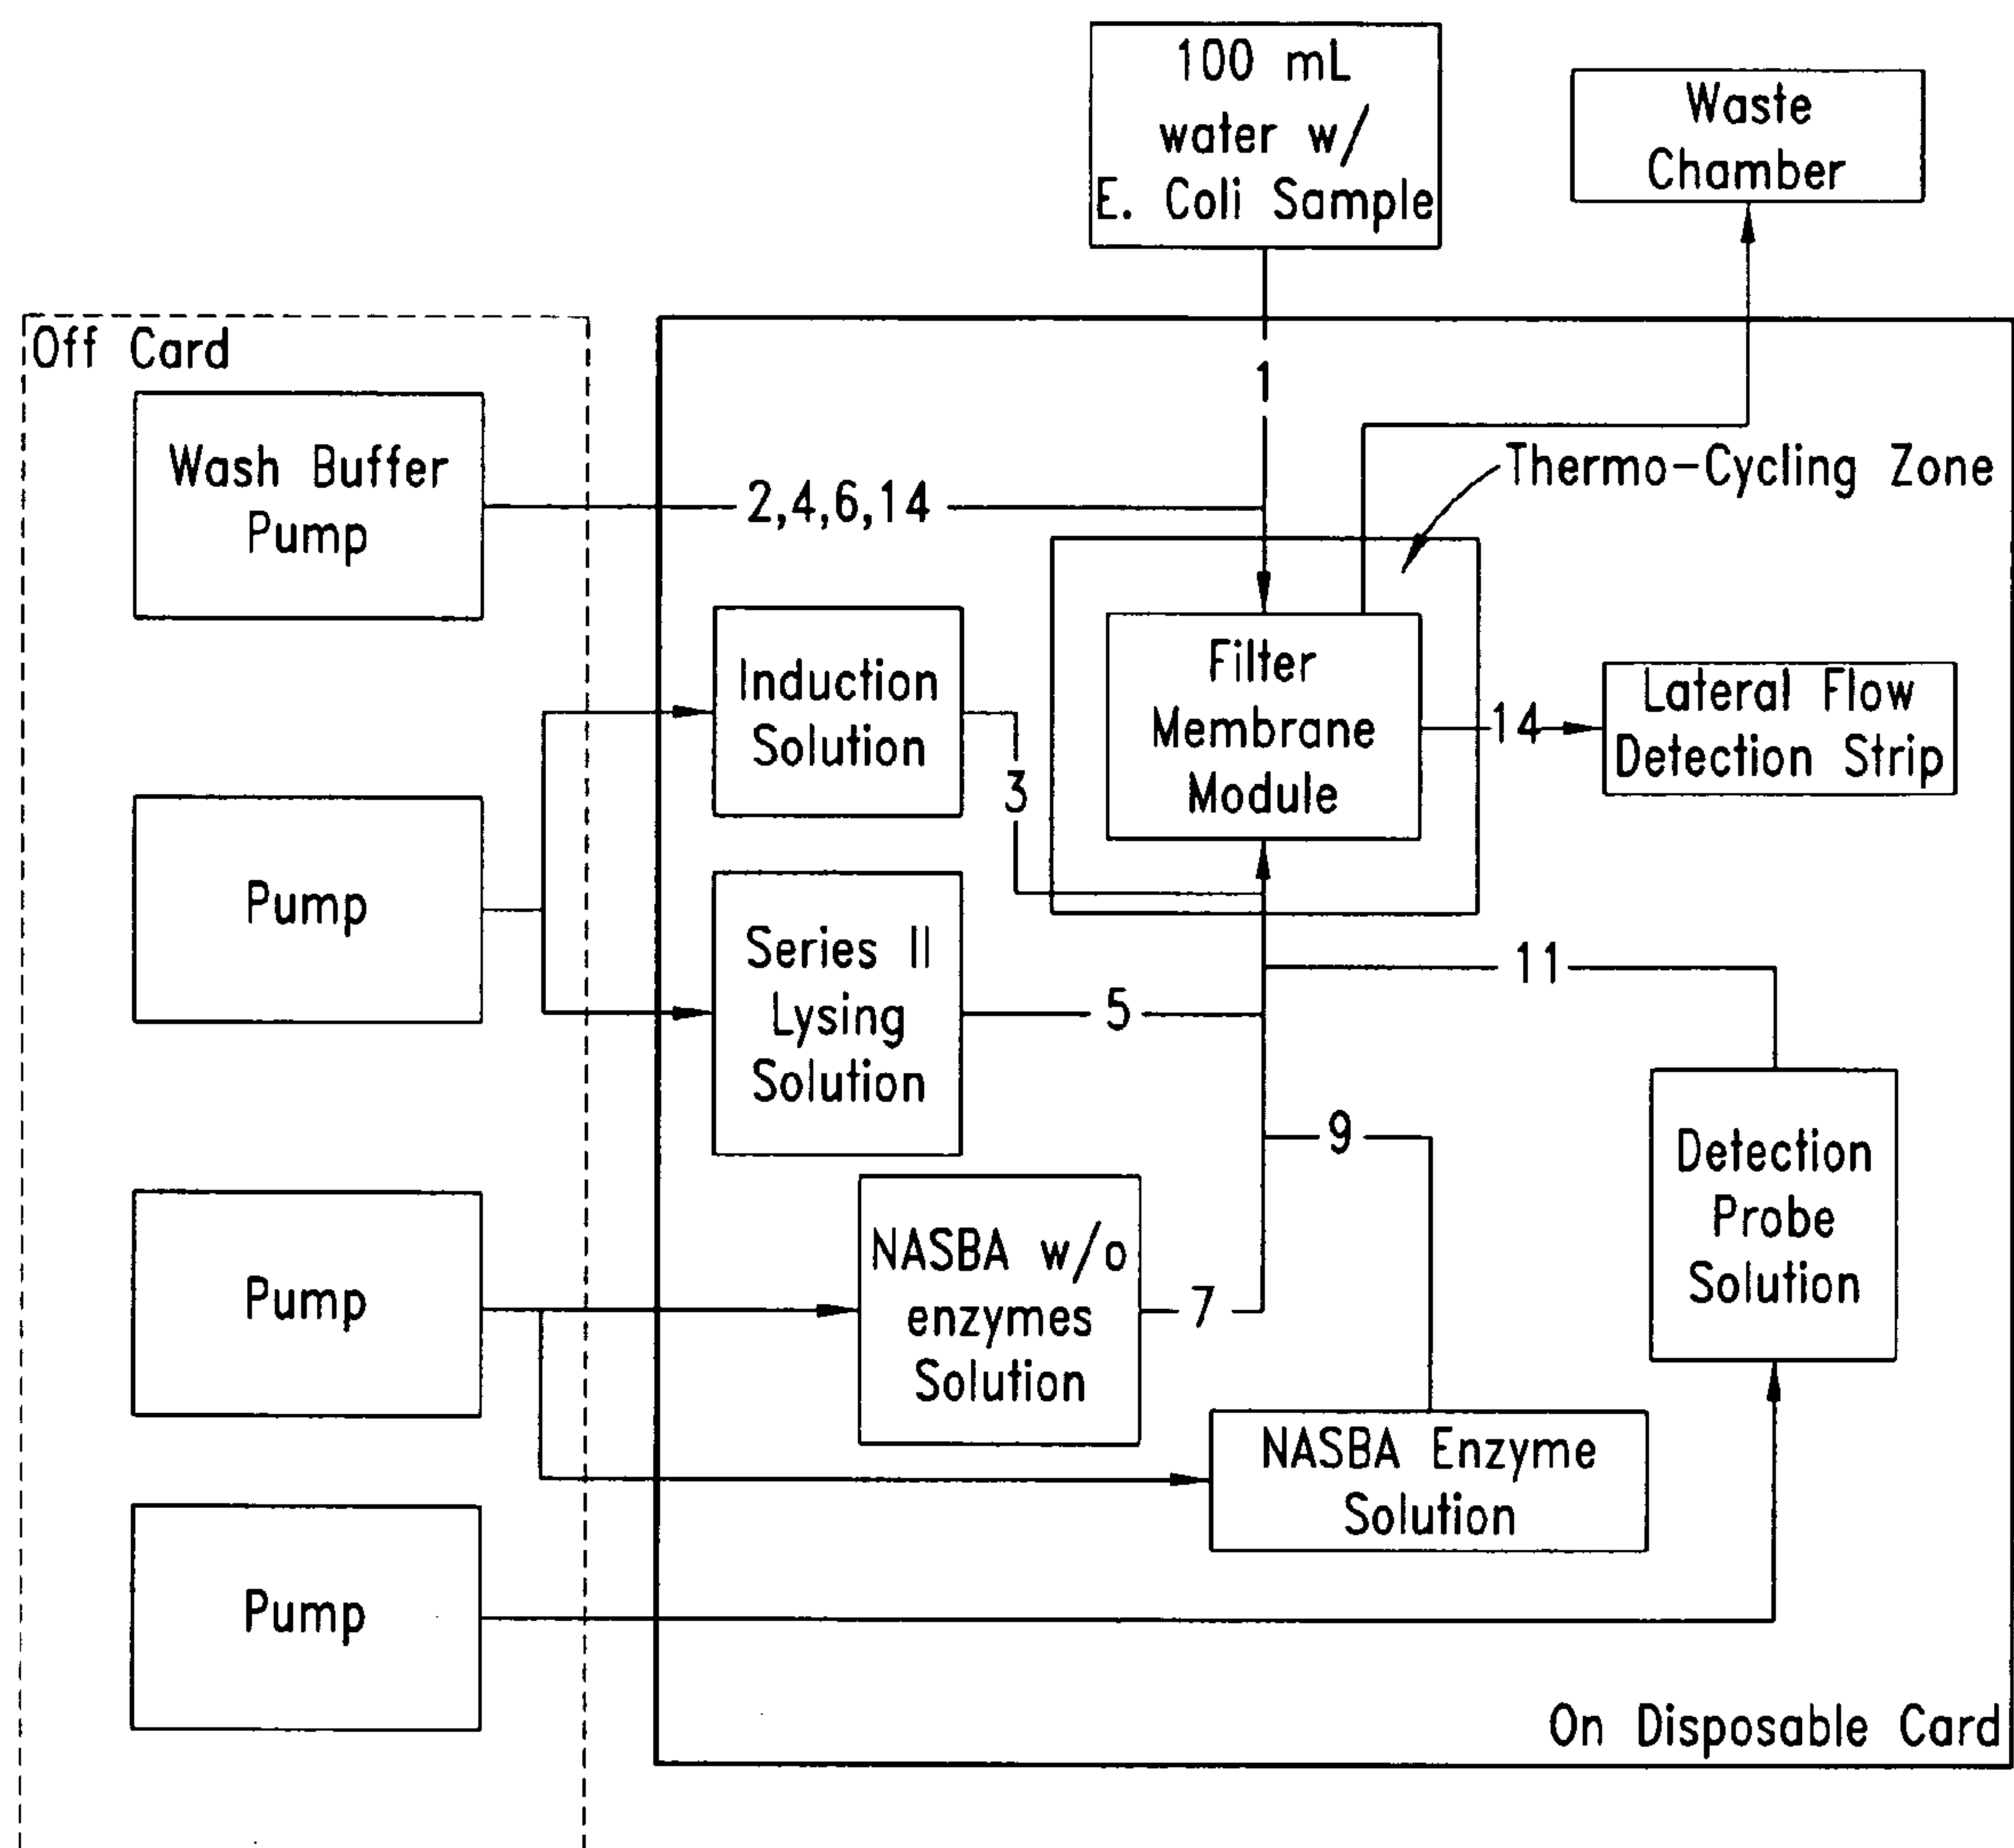 100 mL
water w/
E. Coli Sample
Waste
Chamber
Off Card
1
Wash Buffer
Pump
2,4,6,14
Thermo-Cycling Zone
Induction
Solution
3
Filter
Membrane
Module
14
Lateral Flow
Detection Strip
Pump
Series II
Lysing
Solution
5
11
9
Detection
Probe
Solution
Pump
NASBA w/o
enzymes
Solution
7
NASBA Enzyme
Solution
Pump
On Disposable Card